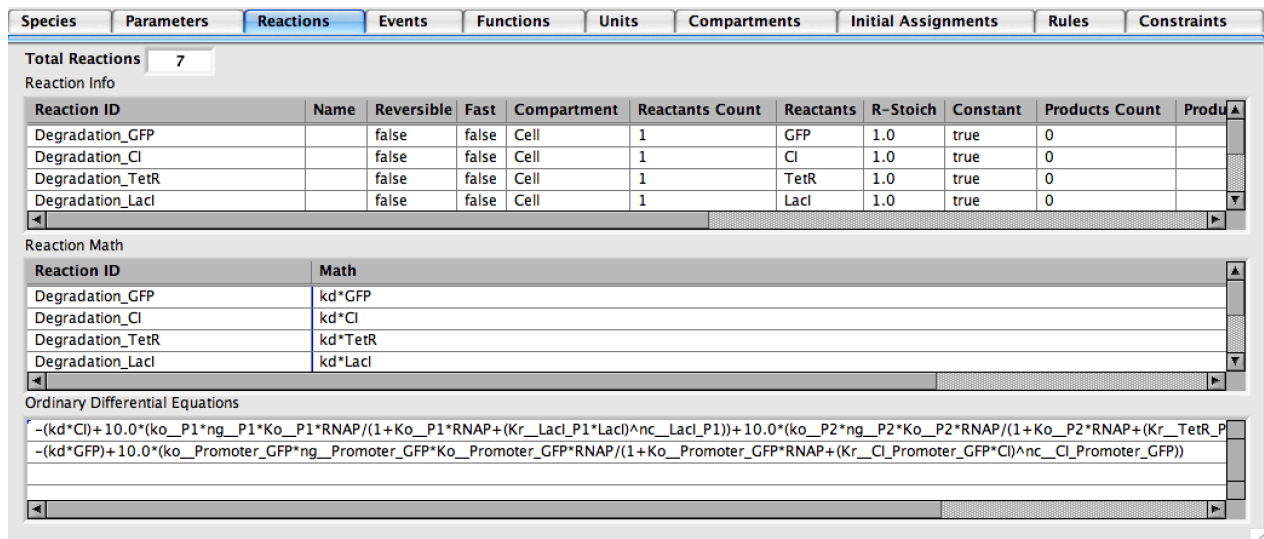 Species Parameters Reactions Events Functions Units Compartments Initial Assignments Rules Constraints
Total Reactions 7
Reaction Info
Reaction ID Name Reversible Fast Compartment Reactants Count Reactants R-Stoich Constant Products Count Produ
Degradation_GFP false false Cell 1 GFP 1.0 true 0
Degradation_CI false false Cell 1 CI 1.0 true 0
Degradation_TetR false false Cell 1 TetR 1.0 true 0
Degradation_LacI false false Cell 1 LacI 1.0 true 0
Reaction Math
Reaction ID Math
Degradation_GFP kd*GFP
Degradation_CI kd*CI
Degradation_TetR kd*TetR
Degradation_LacI kd*LacI
Ordinary Differential Equations
-(kd*CI)+10.0*(ko__P1*ng__P1*Ko__P1*RNAP/(1+Ko__P1*RNAP+(Kr__LacI_P1*LacI)^nc__LacI_P1))+10.0*(ko__P2*ng__P2*Ko__P2*RNAP/(1+Ko__P2*RNAP+(Kr__TetR_P
-(kd*GFP)+10.0*(ko__Promoter_GFP*ng__Promoter_GFP*Ko__Promoter_GFP*RNAP/(1+Ko__Promoter_GFP*RNAP+(Kr__CI_Promoter_GFP*CI)^nc__CI_Promoter_GFP))